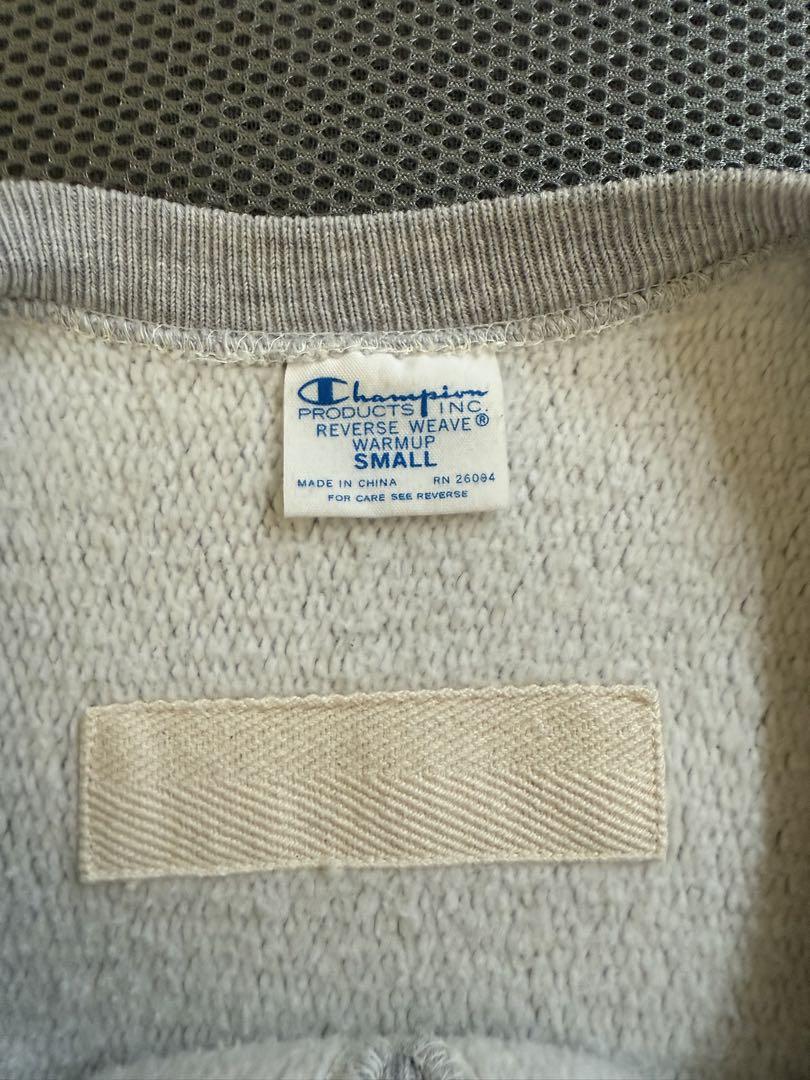 Champion
PRODUCTS INC.
REVERSE WEAVE®
WARMUP
SMALL
MADE IN CHINA RN 26094
FOR CARE SEE REVERSE